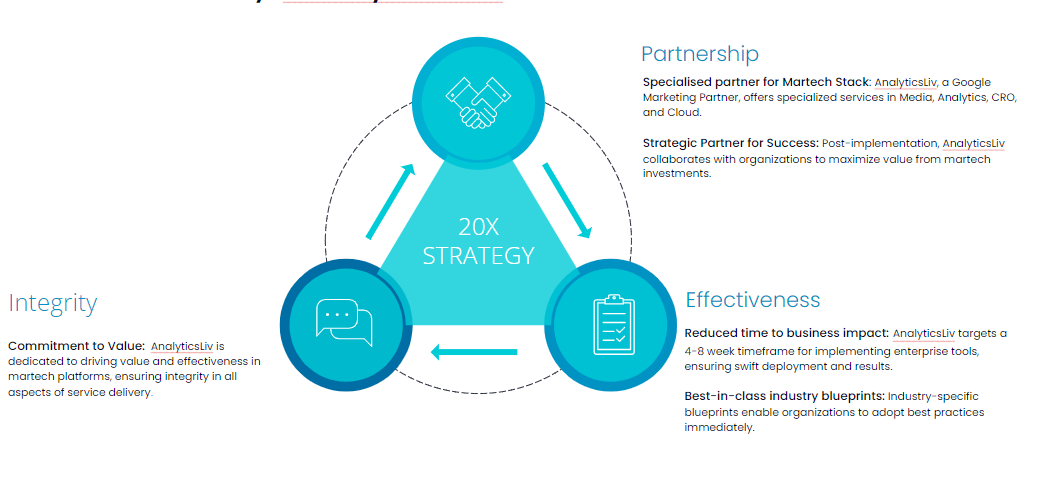 Partnership
Specialised partner for Martech Stack: AnalyticsLiv, a Google
Marketing Partner, offers specialized services in Media, Analytics, CRO,
and Cloud.
Strategic Partner for Success: Post-implementation, AnalyticsLiv
collaborates with organizations to maximize value from martech
investments.
20X
STRATEGY
Integrity
Commitment to Value: AnalyticsLiv is
dedicated to driving value and effectiveness in
martech platforms, ensuring integrity in all
aspects of service delivery.
Effectiveness
Reduced time to business impact: AnalyticsLiv targets a
4-8 week timeframe for implementing enterprise tools,
ensuring swift deployment and results.
Best-in-class industry blueprints: Industry-specific
blueprints enable organizations to adopt best practices
immediately.